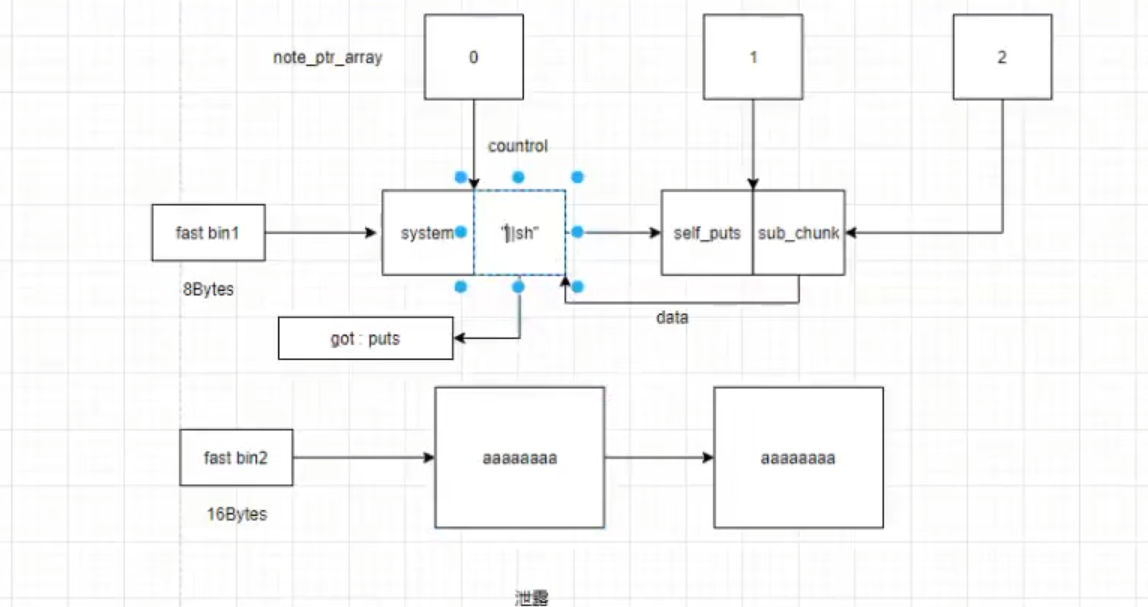 note_ptr_array
0
1
2
countrol
fast bin1
system
"||sh"
self_puts
sub_chunk
8Bytes
data
got : puts
fast bin2
aaaaaaaa
aaaaaaaa
16Bytes
泄露